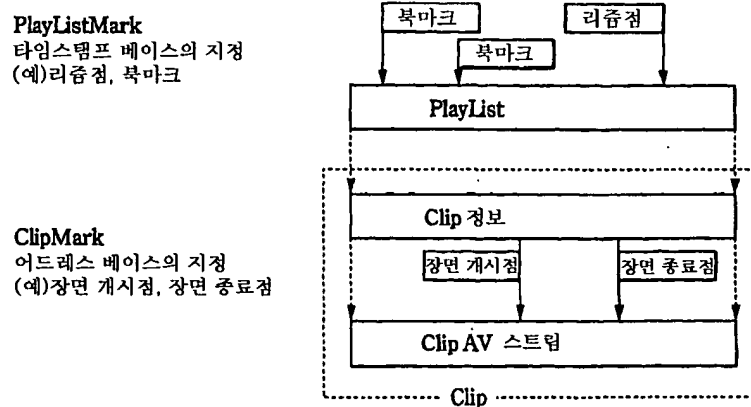 PlayListMark
타임스탬프 베이스의 지정
(예)리줌점, 북마크
북마크
리줌점
북마크
PlayList
Clip 정보
ClipMark
어드레스 베이스의 지정
(예)장면 개시점, 장면 종료점
장면 개시점
장면 종료점
Clip AV 스트림
Clip